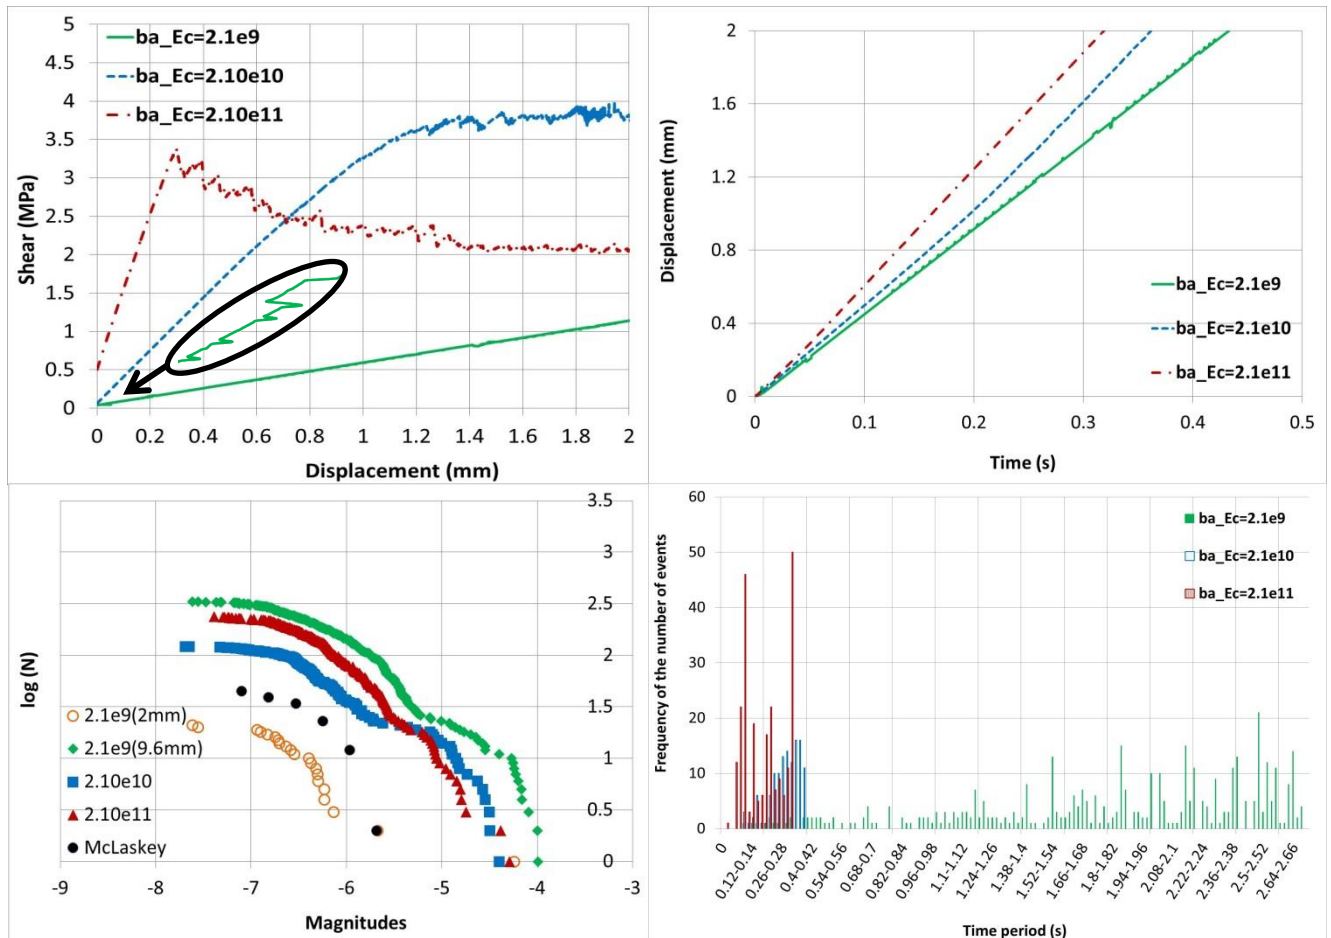 5
4.5
4
3.5
3
2.5
2
1.5
1
0.5
0
Shear (MPa)
ba_Ec=2.1e9
ba_Ec=2.10e10
ba_Ec=2.10e11
0 0.2 0.4 0.6 0.8 1 1.2 1.4 1.6 1.8 2
Displacement (mm)
2
1.6
1.2
0.8
0.4
0
Displacement (mm)
ba_Ec=2.1e9
ba_Ec=2.1e10
ba_Ec=2.1e11
0 0.1 0.2 0.3 0.4 0.5
Time (s)
3.5
3
2.5
2
1.5
1
0.5
0
log (N)
2.1e9(2mm)
2.1e9(9.6mm)
2.10e10
2.10e11
McLaskey
-9 -8 -7 -6 -5 -4 -3
Magnitudes
60
50
40
30
20
10
0
Frequency of the number of events
ba_Ec=2.1e9
ba_Ec=2.1e10
ba_Ec=2.1e11
0 0.12-0.14 0.26-0.28 0.4-0.42 0.54-0.56 0.68-0.7 0.82-0.84 0.96-0.98 1.1-1.12 1.24-1.26 1.38-1.4 1.52-1.54 1.66-1.68 1.8-1.82 1.94-1.96 2.08-2.1 2.22-2.24 2.36-2.38 2.5-2.52 2.64-2.66
Time period (s)